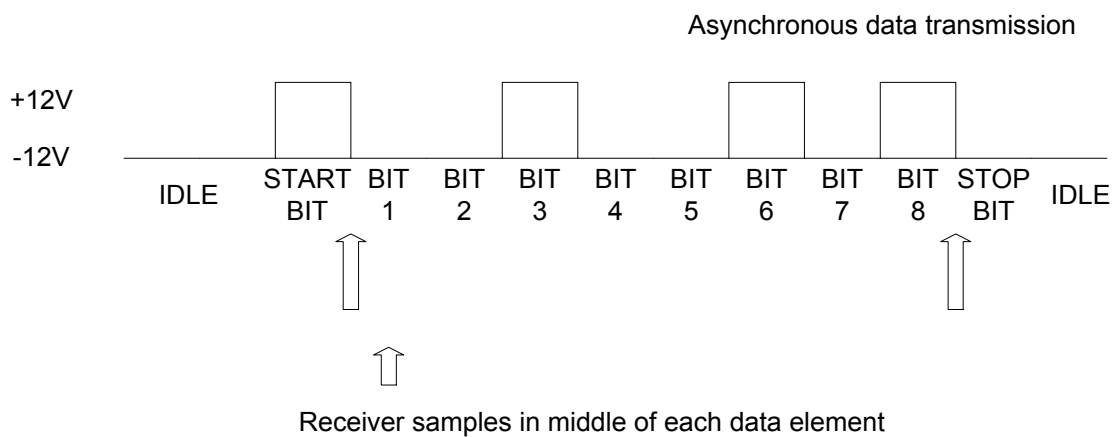 Asynchronous data transmission
+12V
-12V
IDLE START BIT BIT BIT BIT BIT BIT BIT BIT STOP IDLE
BIT 1 2 3 4 5 6 7 8 BIT
Receiver samples in middle of each data element